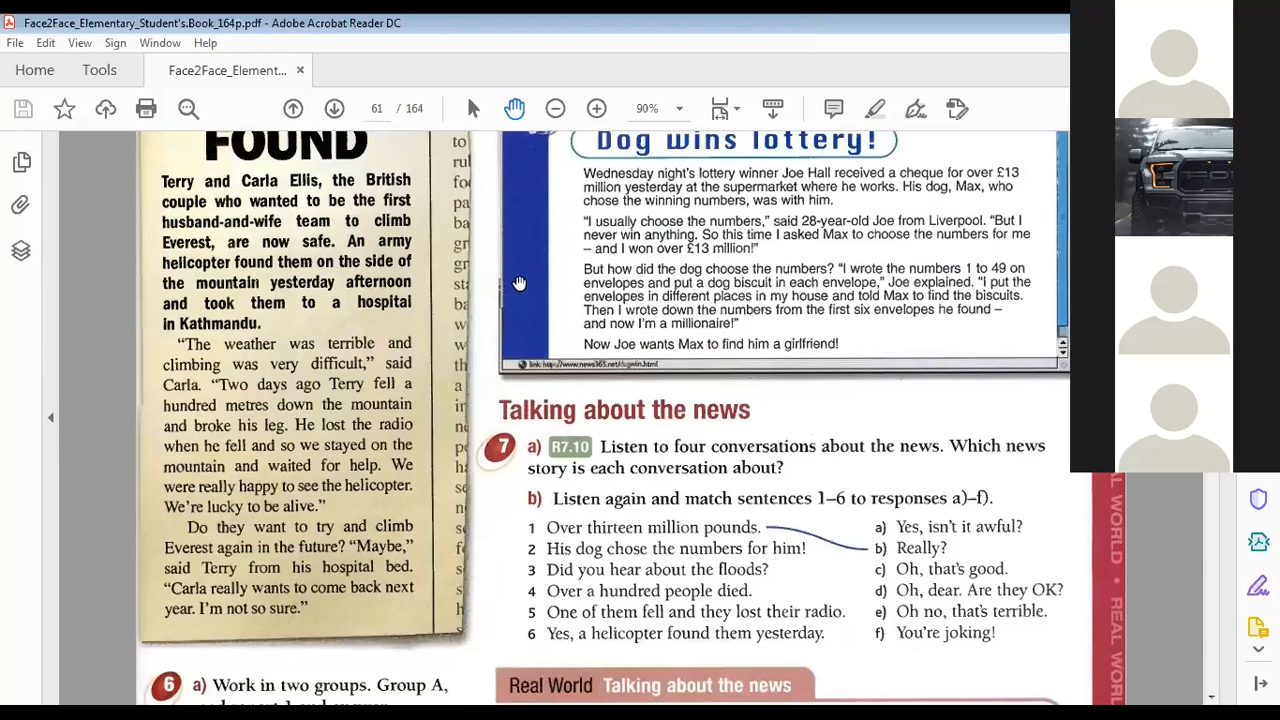 Face2Face_Elementary_Student's.Book_164p.pdf - Adobe Acrobat Reader DC
File Edit View Sign Window Help
Home Tools Face2Face_Element... ×
61 / 164 90%
FOUND
Terry and Carla Ellis, the British
couple who wanted to be the first
husband-and-wife team to climb
Everest, are now safe. An army
helicopter found them on the side of
the mountain yesterday afternoon
and took them to a hospital
in Kathmandu.
"The weather was terrible and
climbing was very difficult," said
Carla. "Two days ago Terry fell a
hundred metres down the mountain
and broke his leg. He lost the radio
when he fell and so we stayed on the
mountain and waited for help. We
were really happy to see the helicopter.
We're lucky to be alive."
Do they want to try and climb
Everest again in the future? "Maybe,"
said Terry from his hospital bed.
"Carla really wants to come back next
year. I'm not so sure."
6 a) Work in two groups. Group A,
Dog wins lottery!
Wednesday night's lottery winner Joe Hall received a cheque for over £13
million yesterday at the supermarket where he works. His dog, Max, who
chose the winning numbers, was with him.
"I usually choose the numbers," said 28-year-old Joe from Liverpool. "But I
never win anything. So this time I asked Max to choose the numbers for me
– and I won over £13 million!"
But how did the dog choose the numbers? "I wrote the numbers 1 to 49 on
envelopes and put a dog biscuit in each envelope," Joe explained. "I put the
envelopes in different places in my house and told Max to find the biscuits.
Then I wrote down the numbers from the first six envelopes he found –
and now I'm a millionaire!"
Now Joe wants Max to find him a girlfriend!
Talking about the news
7 a) R7.10 Listen to four conversations about the news. Which news
story is each conversation about?
b) Listen again and match sentences 1–6 to responses a)–f).
1 Over thirteen million pounds. a) Yes, isn't it awful?
2 His dog chose the numbers for him! b) Really?
3 Did you hear about the floods? c) Oh, that's good.
4 Over a hundred people died. d) Oh, dear. Are they OK?
5 One of them fell and they lost their radio. e) Oh no, that's terrible.
6 Yes, a helicopter found them yesterday. f) You're joking!
Real World Talking about the news
WORLD • REAL WORLD